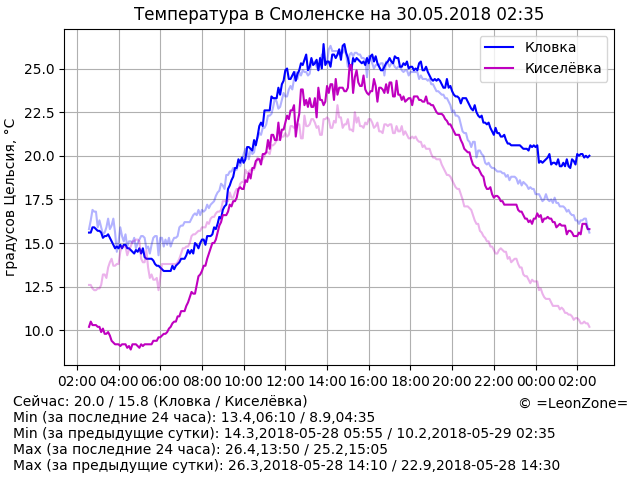 Температура в Смоленске на 30.05.2018 02:35
Кловка
Киселёвка
градусов Цельсия, °C
25.0
22.5
20.0
17.5
15.0
12.5
10.0
02:00 04:00 06:00 08:00 10:00 12:00 14:00 16:00 18:00 20:00 22:00 00:00 02:00
Сейчас: 20.0 / 15.8 (Кловка / Киселёвка)
© =LeonZone=
Min (за последние 24 часа): 13.4,06:10 / 8.9,04:35
Min (за предыдущие сутки): 14.3,2018-05-28 05:55 / 10.2,2018-05-29 02:35
Max (за последние 24 часа): 26.4,13:50 / 25.2,15:05
Max (за предыдущие сутки): 26.3,2018-05-28 14:10 / 22.9,2018-05-28 14:30